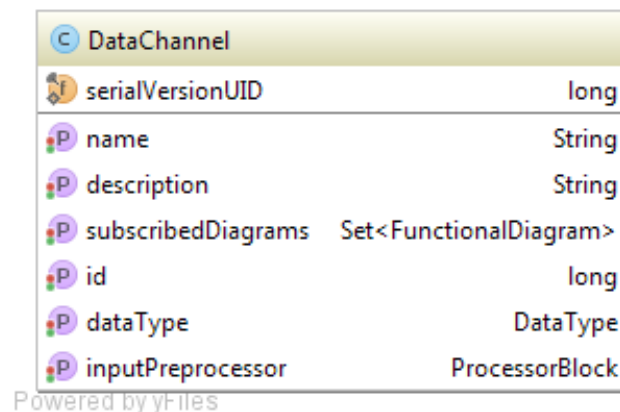 C DataChannel
f serialVersionUID long
P name String
P description String
P subscribedDiagrams Set<FunctionalDiagram>
P id long
P dataType DataType
P inputPreprocessor ProcessorBlock
Powered by yFiles